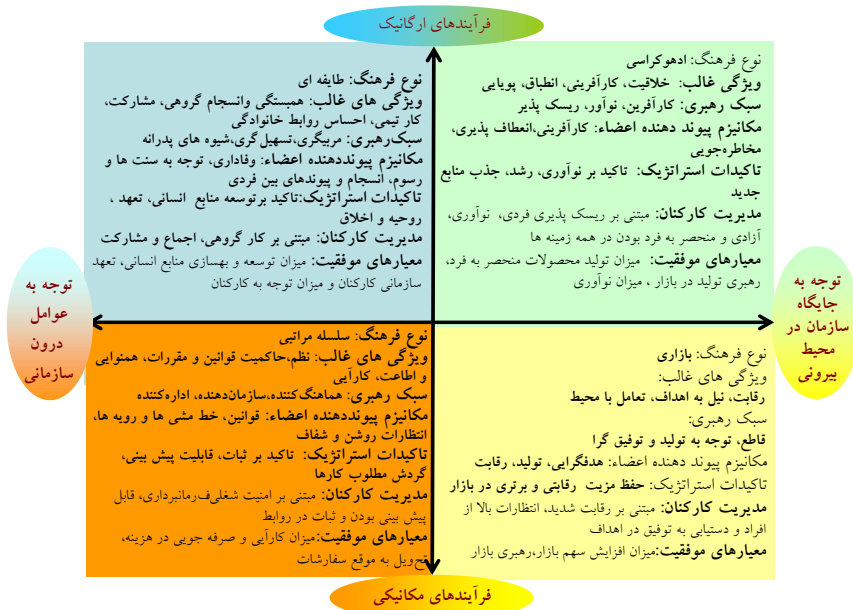 فرآیندهای ارگانیک
نوع فرهنگ: ادهوکراسی
ویژگی غالب: خلاقیت، کارآفرینی، انطباق، پویایی
سبک رهبری: کارآفرین، نوآور، ریسک پذیر
مکانیزم پیوند دهنده اعضاء: کارآفرینی،انعطاف پذیری،
مخاطره‌جویی
تاکیدات استراتژیک: تاکید بر نوآوری، رشد، جذب منابع
جدید
مدیریت کارکنان: مبتنی بر ریسک پذیری فردی، نوآوری،
آزادی و منحصر به فرد بودن در همه زمینه ها
معیارهای موفقیت: میزان تولید محصولات منحصر به فرد،
رهبری تولید در بازار ، میزان نوآوری
نوع فرهنگ: طایفه ای
ویژگی های غالب: همبستگی وانسجام گروهی، مشارکت،
کار تیمی، احساس روابط خانوادگی
سبک‌رهبری: مربیگری،تسهیل‌گری،شیوه های پدرانه
مکانیزم پیونددهنده اعضاء: وفاداری، توجه به سنت ها و
رسوم، انسجام و پیوندهای بین فردی
تاکیدات استراتژیک:تاکید برتوسعه منابع انسانی، تعهد ،
روحیه و اخلاق
مدیریت کارکنان: مبتنی بر کار گروهی، اجماع و مشارکت
معیارهای موفقیت: میزان توسعه و بهسازی منابع انسانی، تعهد
سازمانی کارکنان و میزان توجه به کارکنان
توجه به
جایگاه
سازمان در
محیط
بیرونی
توجه به
عوامل
درون
سازمانی
نوع فرهنگ: بازاری
ویژگی های غالب:
رقابت، نیل به اهداف، تعامل با محیط
سبک رهبری:
قاطع، توجه به تولید و توفیق گرا
مکانیزم پیوند دهنده اعضاء: هدفگرایی، تولید، رقابت
تاکیدات استراتژیک: حفظ مزیت رقابتی و برتری در بازار
مدیریت کارکنان: مبتنی بر رقابت شدید، انتظارات بالا از
افراد و دستیابی به توفیق در اهداف
معیارهای موفقیت:میزان افزایش سهم بازار،رهبری بازار
نوع فرهنگ: سلسله مراتبی
ویژگی های غالب: نظم،حاکمیت قوانین و مقررات، همنوایی
و اطاعت، کارآیی
سبک رهبری: هماهنگ‌کننده،سازمان‌دهنده، اداره‌کننده
مکانیزم پیونددهنده اعضاء: قوانین، خط مشی ها و رویه ها،
انتظارات روشن و شفاف
تاکیدات استراتژیک: تاکید بر ثبات، قابلیت پیش بینی،
گردش مطلوب کارها
مدیریت کارکنان: مبتنی بر امنیت شغلی‌فرمانبرداری، قابل
پیش بینی بودن و ثبات در روابط
معیارهای موفقیت:میزان کارآیی و صرفه جویی در هزینه،
تحویل به موقع سفارشات
فرآیندهای مکانیکی